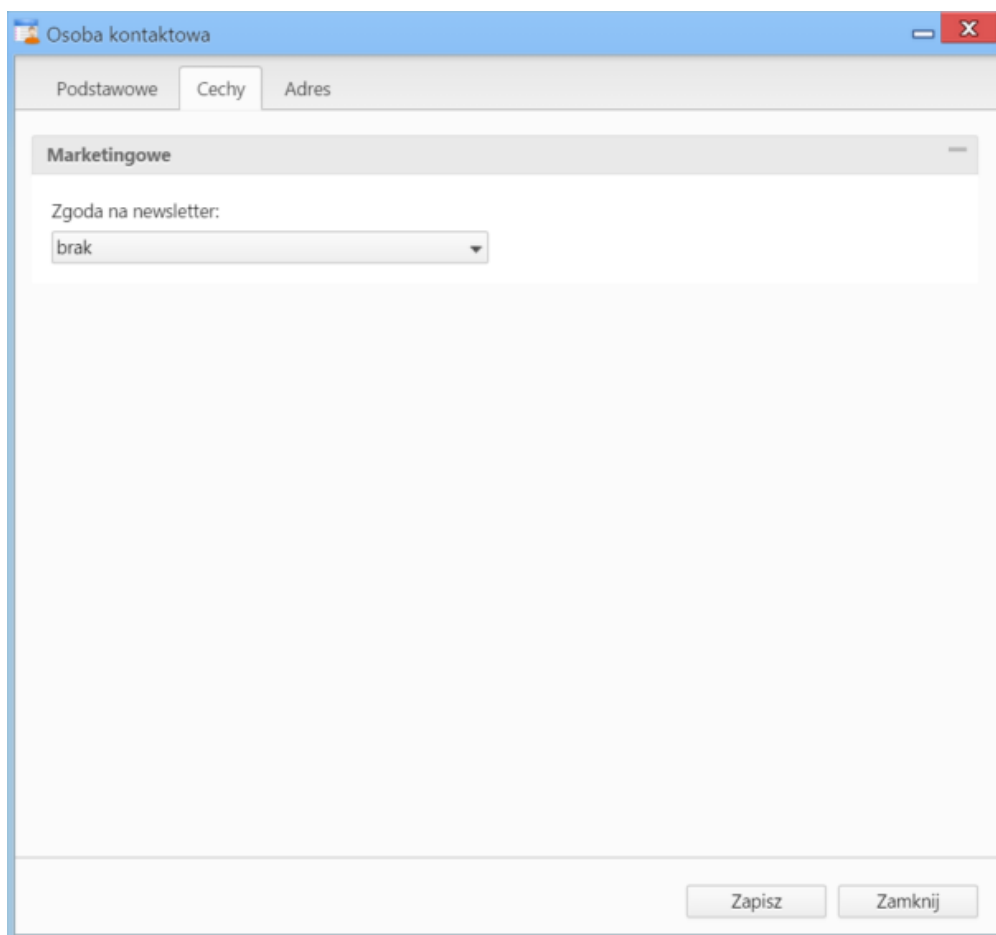 Osoba kontaktowa
Podstawowe Cechy Adres
Marketingowe
Zgoda na newsletter:
brak
Zapisz Zamknij